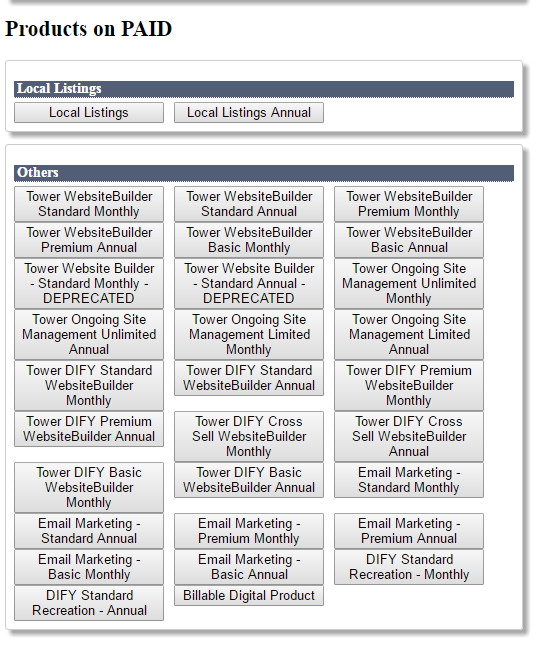 Products on PAID
Local Listings
Local Listings
Local Listings Annual
Others
Tower WebsiteBuilder
Standard Monthly
Tower WebsiteBuilder
Standard Annual
Tower WebsiteBuilder
Premium Monthly
Tower WebsiteBuilder
Premium Annual
Tower WebsiteBuilder
Basic Monthly
Tower WebsiteBuilder
Basic Annual
Tower Website Builder
- Standard Monthly -
DEPRECATED
Tower Website Builder
- Standard Annual -
DEPRECATED
Tower Ongoing Site
Management Unlimited
Monthly
Tower Ongoing Site
Management Unlimited
Annual
Tower Ongoing Site
Management Limited
Monthly
Tower Ongoing Site
Management Limited
Annual
Tower DIFY Standard
WebsiteBuilder
Monthly
Tower DIFY Standard
WebsiteBuilder Annual
Tower DIFY Premium
WebsiteBuilder
Monthly
Tower DIFY Premium
WebsiteBuilder Annual
Tower DIFY Cross
Sell WebsiteBuilder
Monthly
Tower DIFY Cross
Sell WebsiteBuilder
Annual
Tower DIFY Basic
WebsiteBuilder
Monthly
Tower DIFY Basic
WebsiteBuilder Annual
Email Marketing -
Standard Monthly
Email Marketing -
Standard Annual
Email Marketing -
Premium Monthly
Email Marketing -
Premium Annual
Email Marketing -
Basic Monthly
Email Marketing -
Basic Annual
DIFY Standard
Recreation - Monthly
DIFY Standard
Recreation - Annual
Billable Digital Product